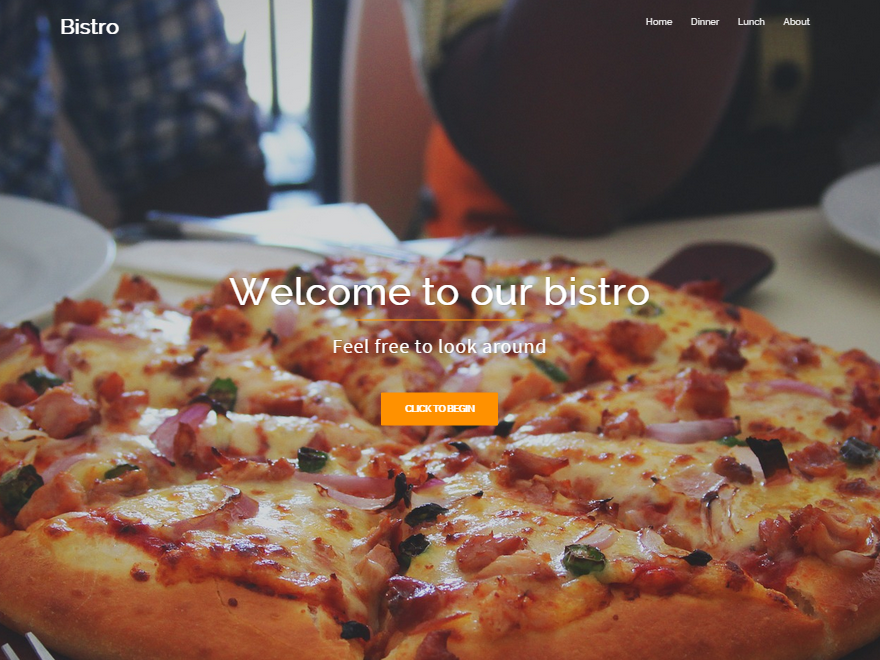 Bistro
Home Dinner Lunch About
Welcome to our bistro
Feel free to look around
CLICK TO BEGIN